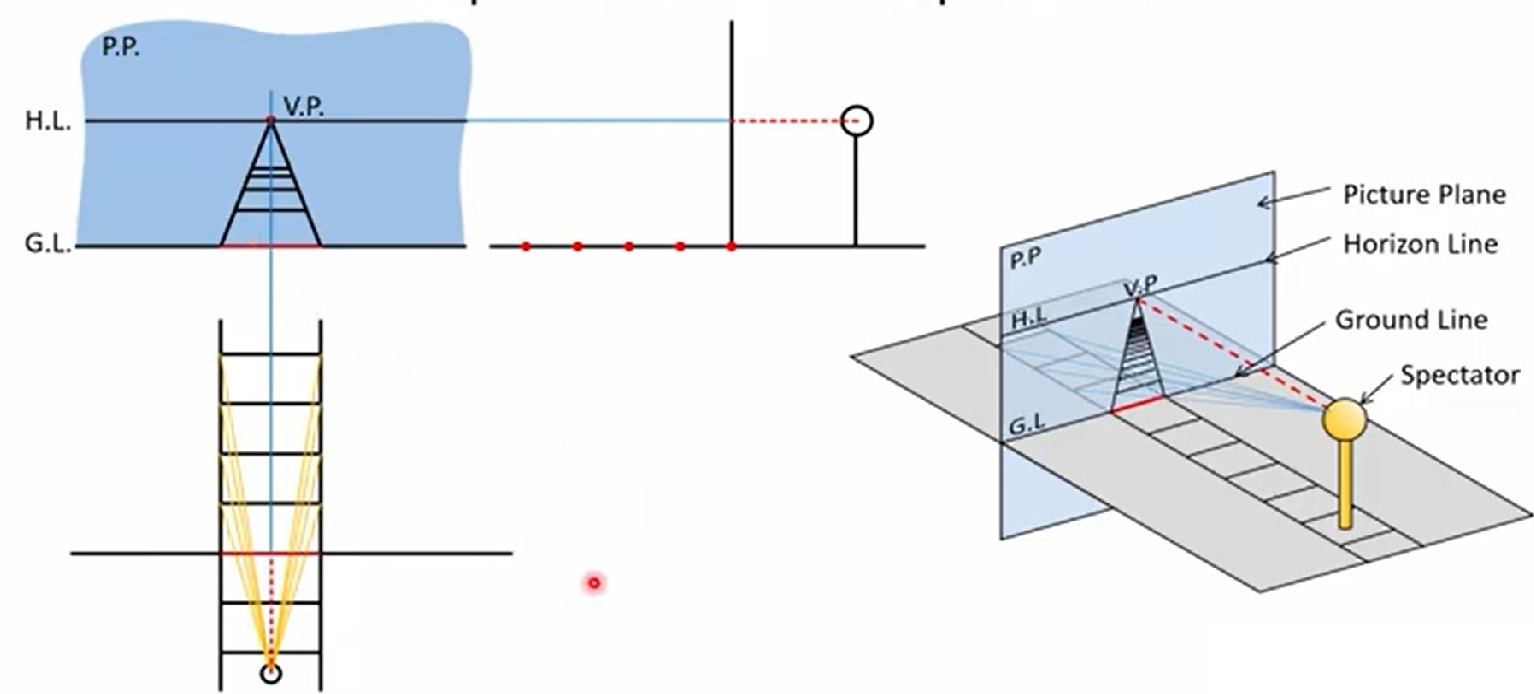 P.P.
V.P.
H.L.
G.L.
Picture Plane
Horizon Line
P.P
V.P
H.L
Ground Line
Spectator
G.L